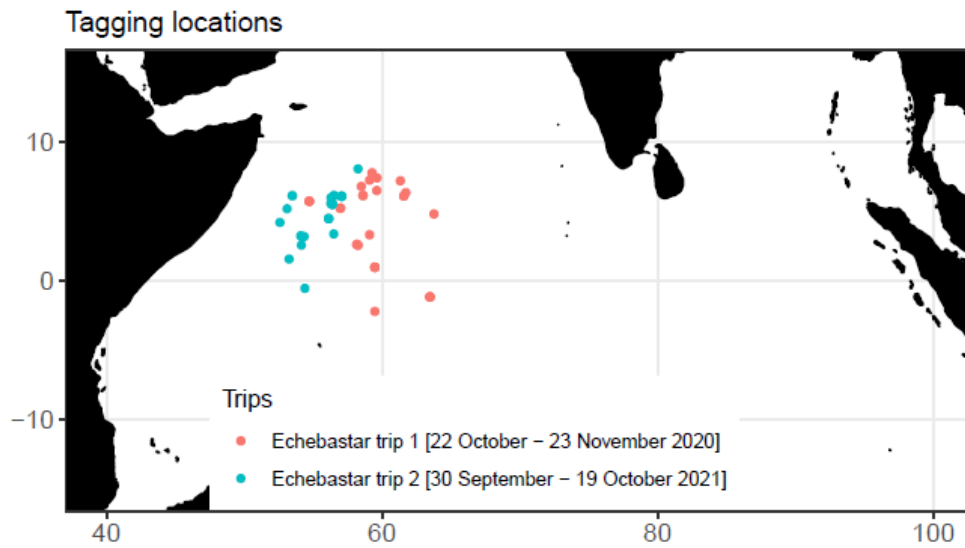 Tagging locations
10
0
−10
Trips
Echebastar trip 1 [22 October − 23 November 2020]
Echebastar trip 2 [30 September − 19 October 2021]
40 60 80 100